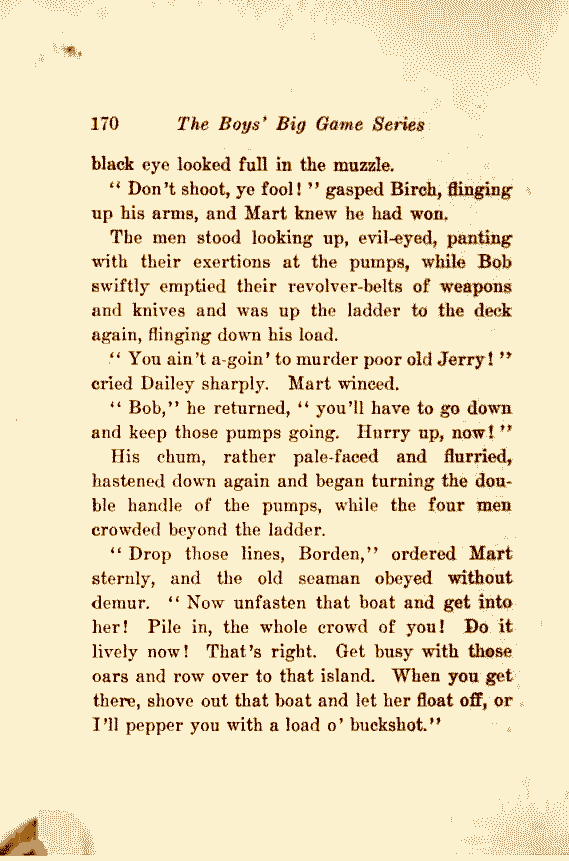 170 The Boys' Big Game Series
black eye looked full in the muzzle.
" Don't shoot, ye fool! " gasped Birch, flinging
up his arms, and Mart knew he had won.
The men stood looking up, evil-eyed, panting
with their exertions at the pumps, while Bob
swiftly emptied their revolver-belts of weapons
and knives and was up the ladder to the deck
again, flinging down his load.
" You ain't a-goin' to murder poor old Jerry! "
cried Dailey sharply. Mart winced.
" Bob," he returned, " you'll have to go down
and keep those pumps going. Hurry up, now! "
His chum, rather pale-faced and flurried,
hastened down again and began turning the dou-
ble handle of the pumps, while the four men
crowded beyond the ladder.
" Drop those lines, Borden," ordered Mart
sternly, and the old seaman obeyed without
demur. " Now unfasten that boat and get into
her! Pile in, the whole crowd of you! Do it
lively now! That's right. Get busy with those
oars and row over to that island. When you get
there, shove out that boat and let her float off, or
I'll pepper you with a load o' buckshot."